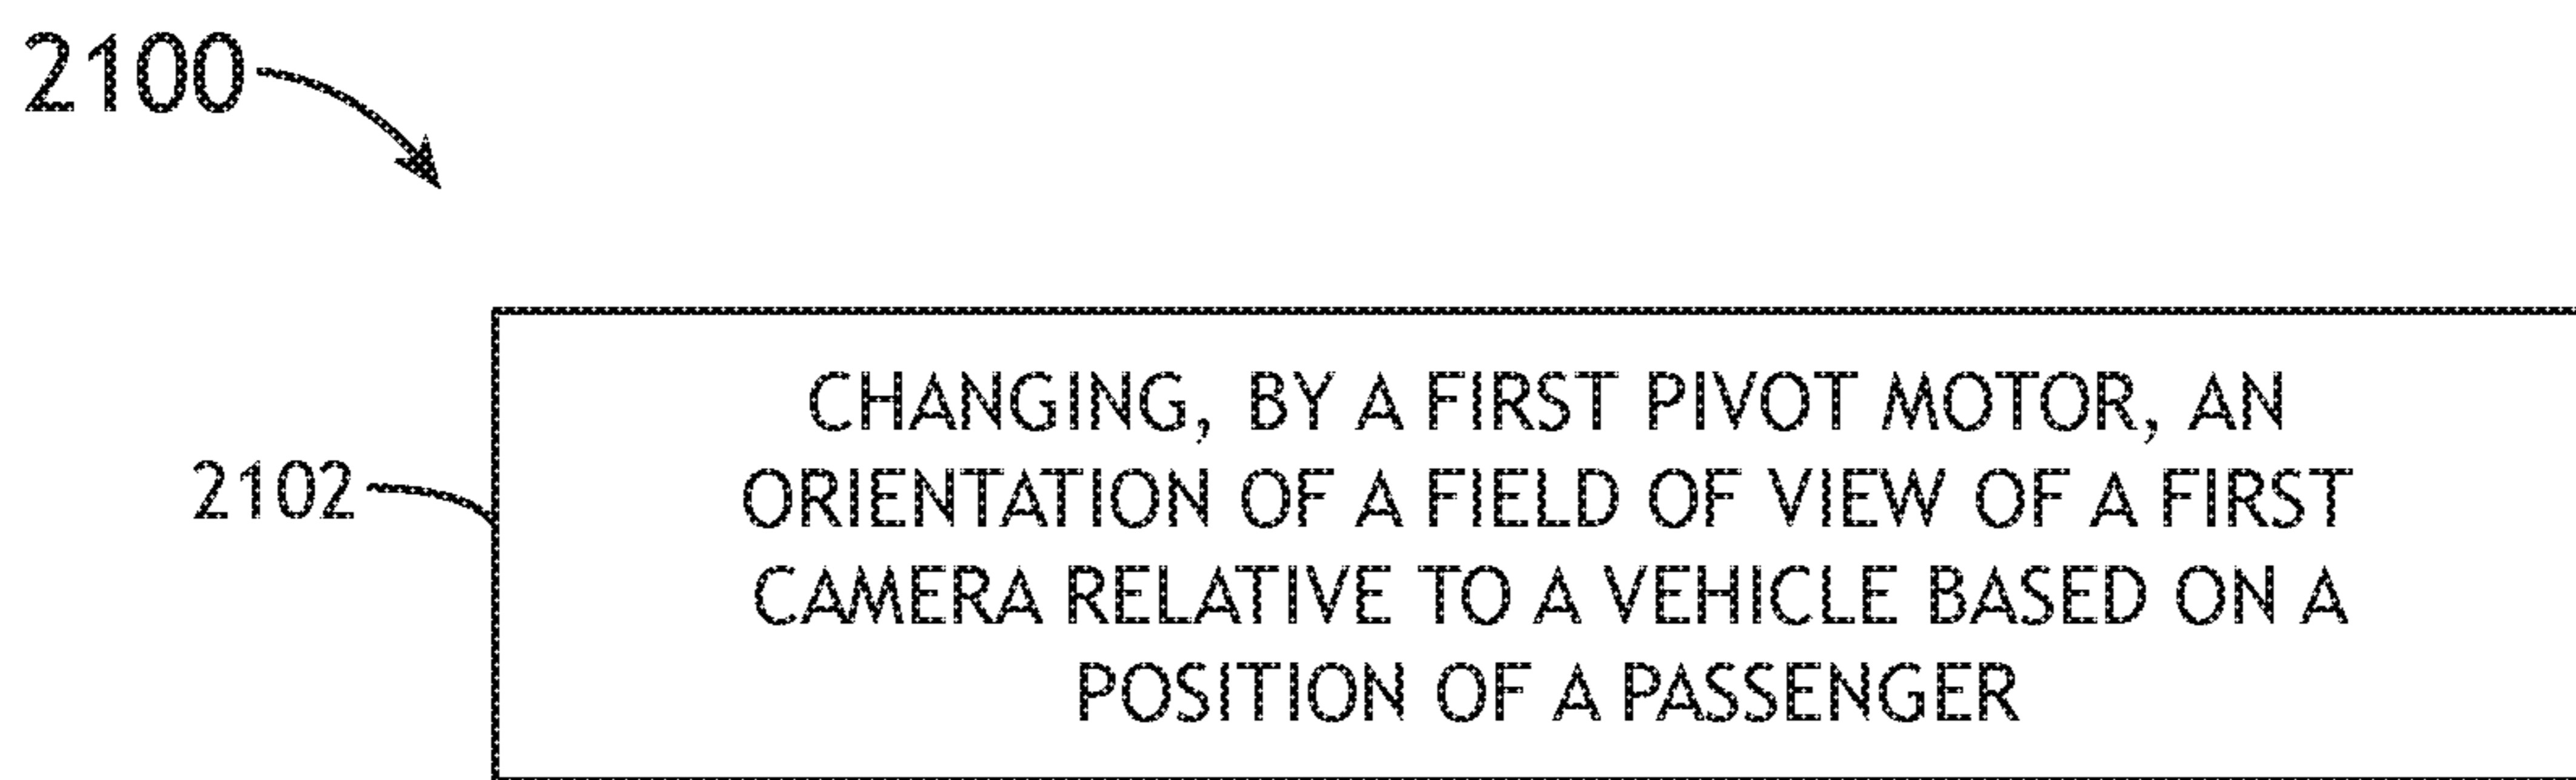 2100
CHANGING, BY A FIRST PIVOT MOTOR, AN
ORIENTATION OF A FIELD OF VIEW OF A FIRST
2102
CAMERA RELATIVE TO A VEHICLE BASED ON A
POSITION OF A PASSENGER